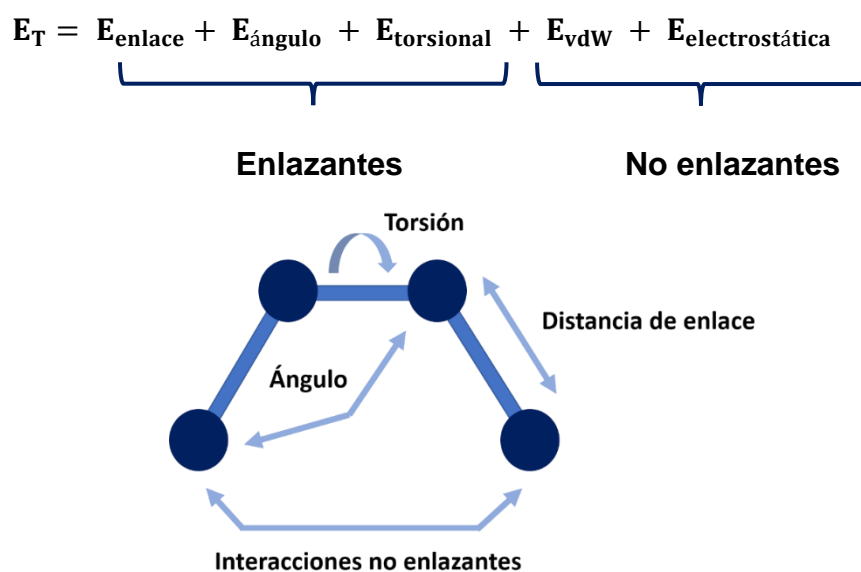 E_T = E_enlace + E_ángulo + E_torsional + E_vdW + E_electrostática
Enlazantes No enlazantes
Torsión
Distancia de enlace
Ángulo
Interacciones no enlazantes